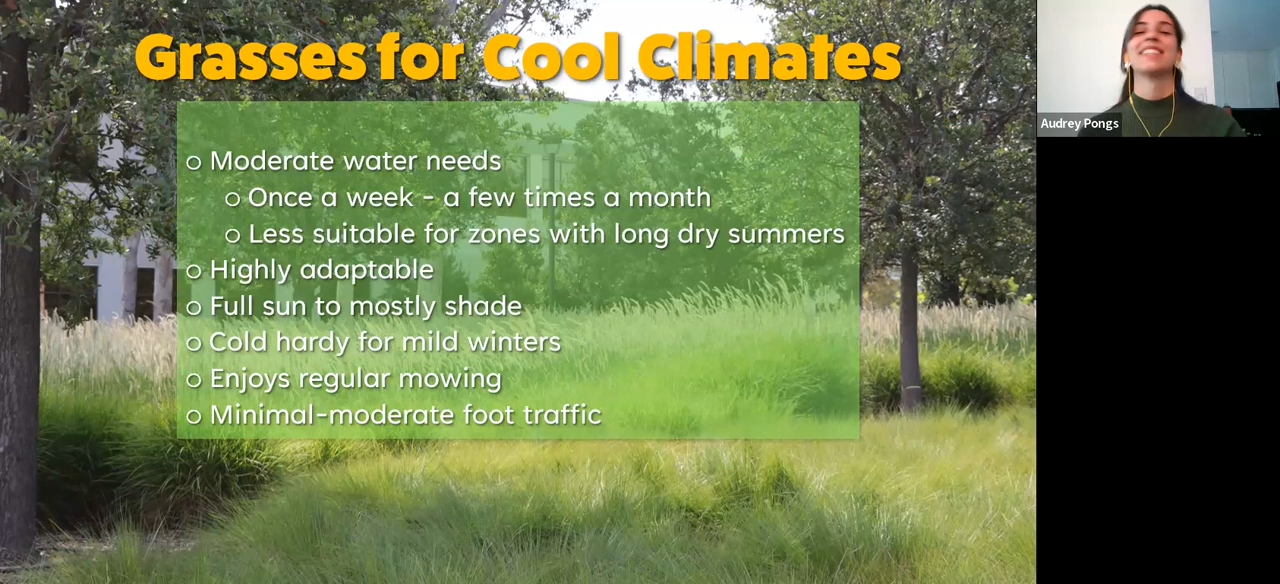 Grasses for Cool Climates
○ Moderate water needs
○ Once a week - a few times a month
○ Less suitable for zones with long dry summers
○ Highly adaptable
○ Full sun to mostly shade
○ Cold hardy for mild winters
○ Enjoys regular mowing
○ Minimal-moderate foot traffic
Audrey Pongs